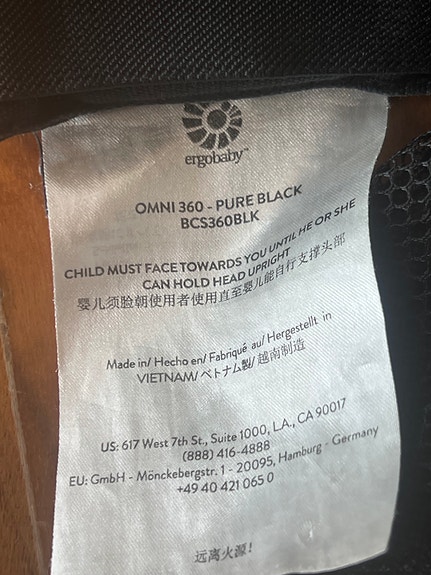 ergobaby™
OMNI 360 - PURE BLACK
BCS360BLK
CHILD MUST FACE TOWARDS YOU UNTIL HE OR SHE
CAN HOLD HEAD UPRIGHT
婴儿须脸朝使用者使用直至婴儿能自行支撑头部
Made in/ Hecho en/ Fabriqué au/ Hergestellt in
VIETNAM/ ベトナム製/ 越南制造
US: 617 West 7th St., Suite 1000, L.A., CA 90017
(888) 416-4888
EU: GmbH - Mönckebergstr. 1 - 20095, Hamburg - Germany
+49 40 421 065 0
远离火源!